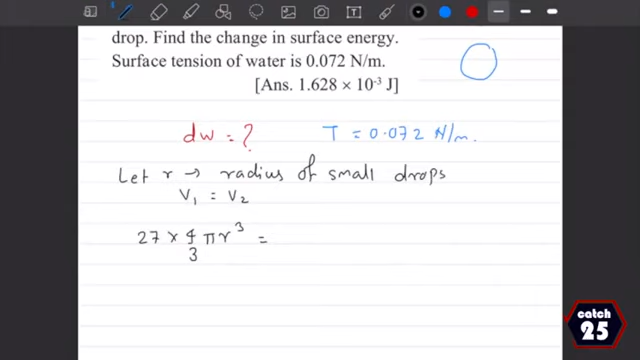 drop. Find the change in surface energy.
Surface tension of water is 0.072 N/m.
[Ans. 1.628 × 10⁻³ J]
dw = ? T = 0.072 N/m.
Let r → radius of small drops
V₁ = V₂
27 × 4/3 πr³ =
catch
25